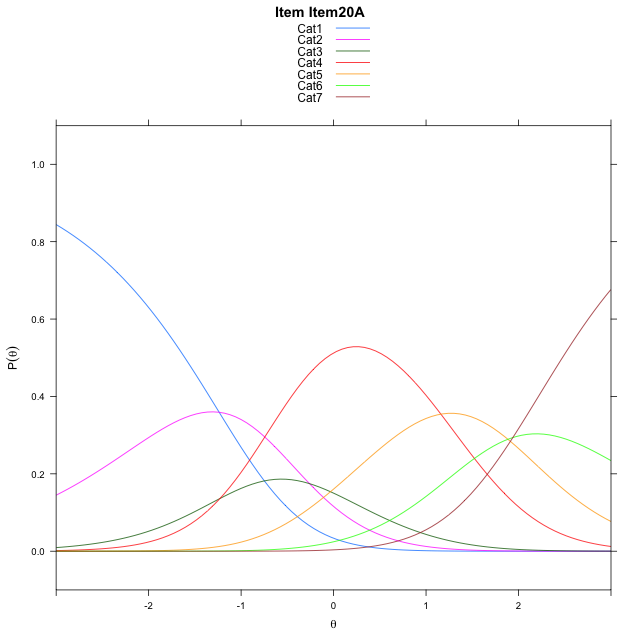 Item Item20A
Cat1
Cat2
Cat3
Cat4
Cat5
Cat6
Cat7
1.0
0.8
0.6
0.4
0.2
0.0
P(θ)
-2 -1 0 1 2
θ